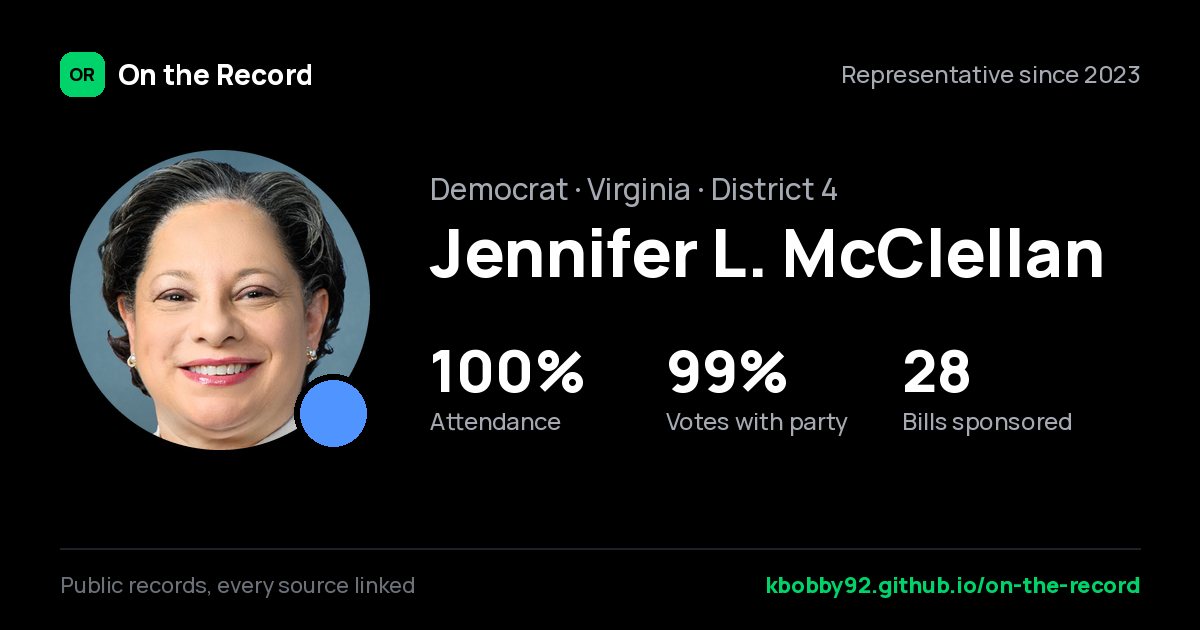 OR On the Record
Representative since 2023
Democrat · Virginia · District 4
Jennifer L. McClellan
100% 99% 28
Attendance Votes with party Bills sponsored
Public records, every source linked
kbobby92.github.io/on-the-record